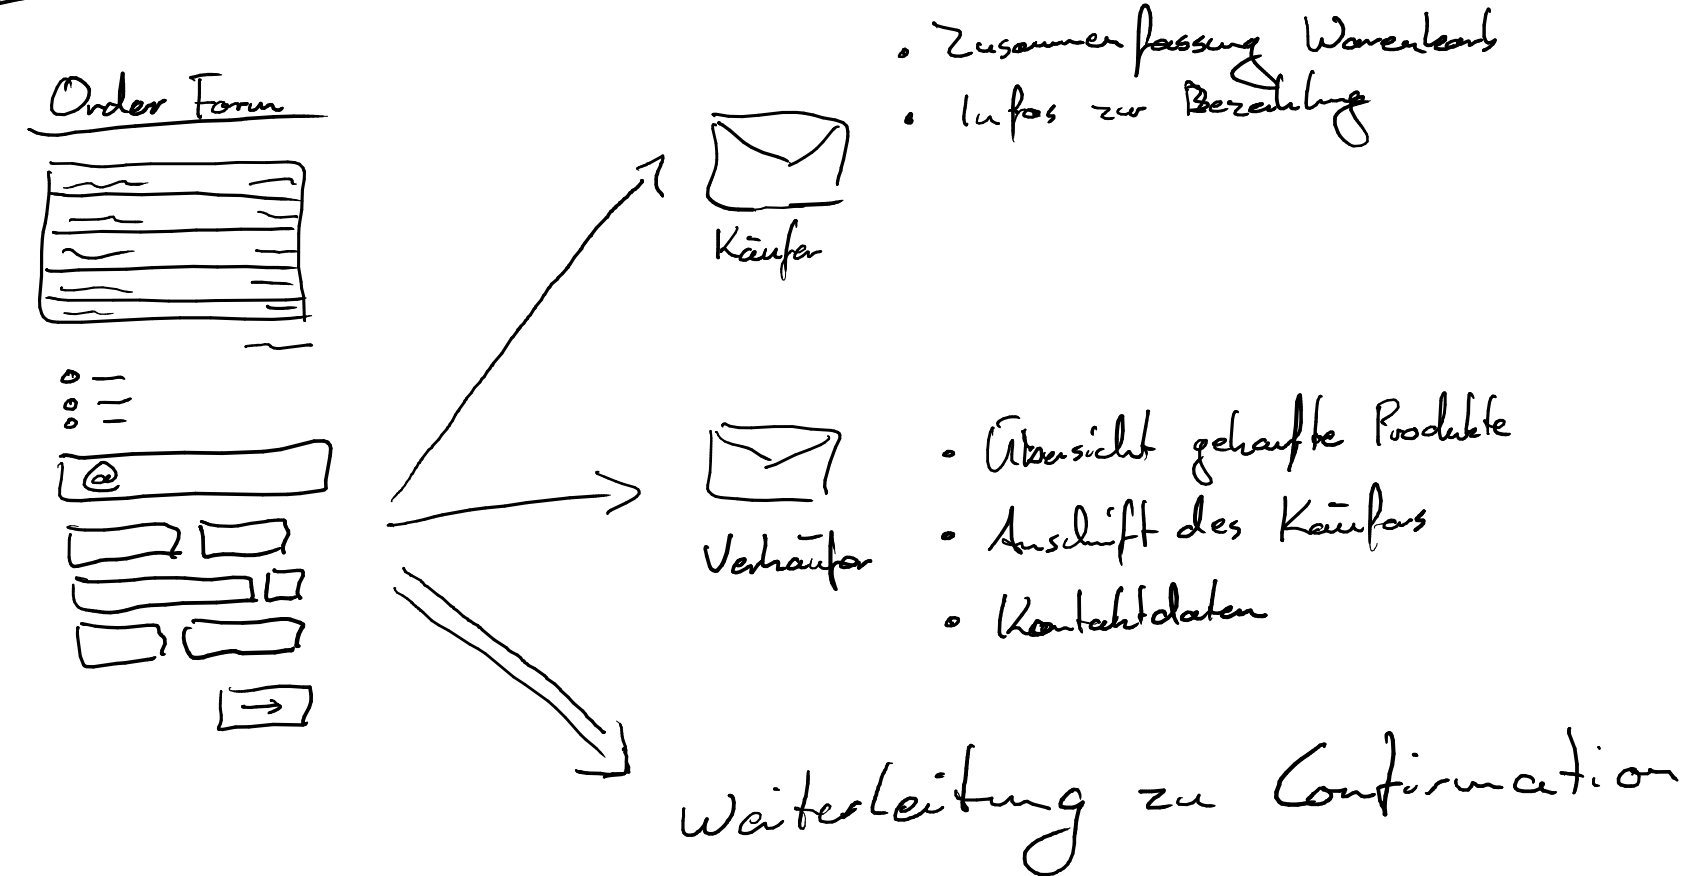 Order Form
• Zusammenfassung Warenkorb
• Infos zur Bezahlung
Käufer
• Übersicht gekaufte Produkte
• Anschrift des Käufers
• Kontaktdaten
Verkäufer
Weiterleitung zu Confirmation